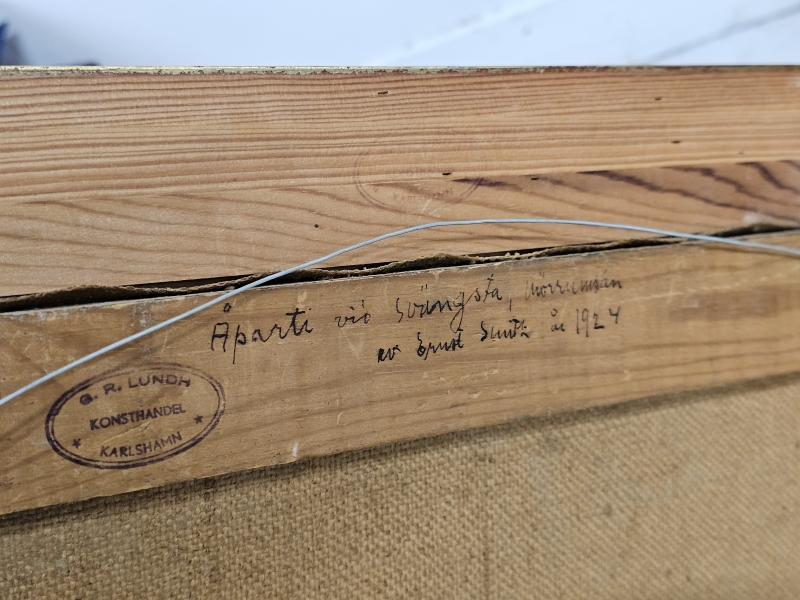 Åparti vid Svängsta, Mörrumsån
av Ernst Smith år 1924
G. R. LUNDH
KONSTHANDEL
KARLSHAMN